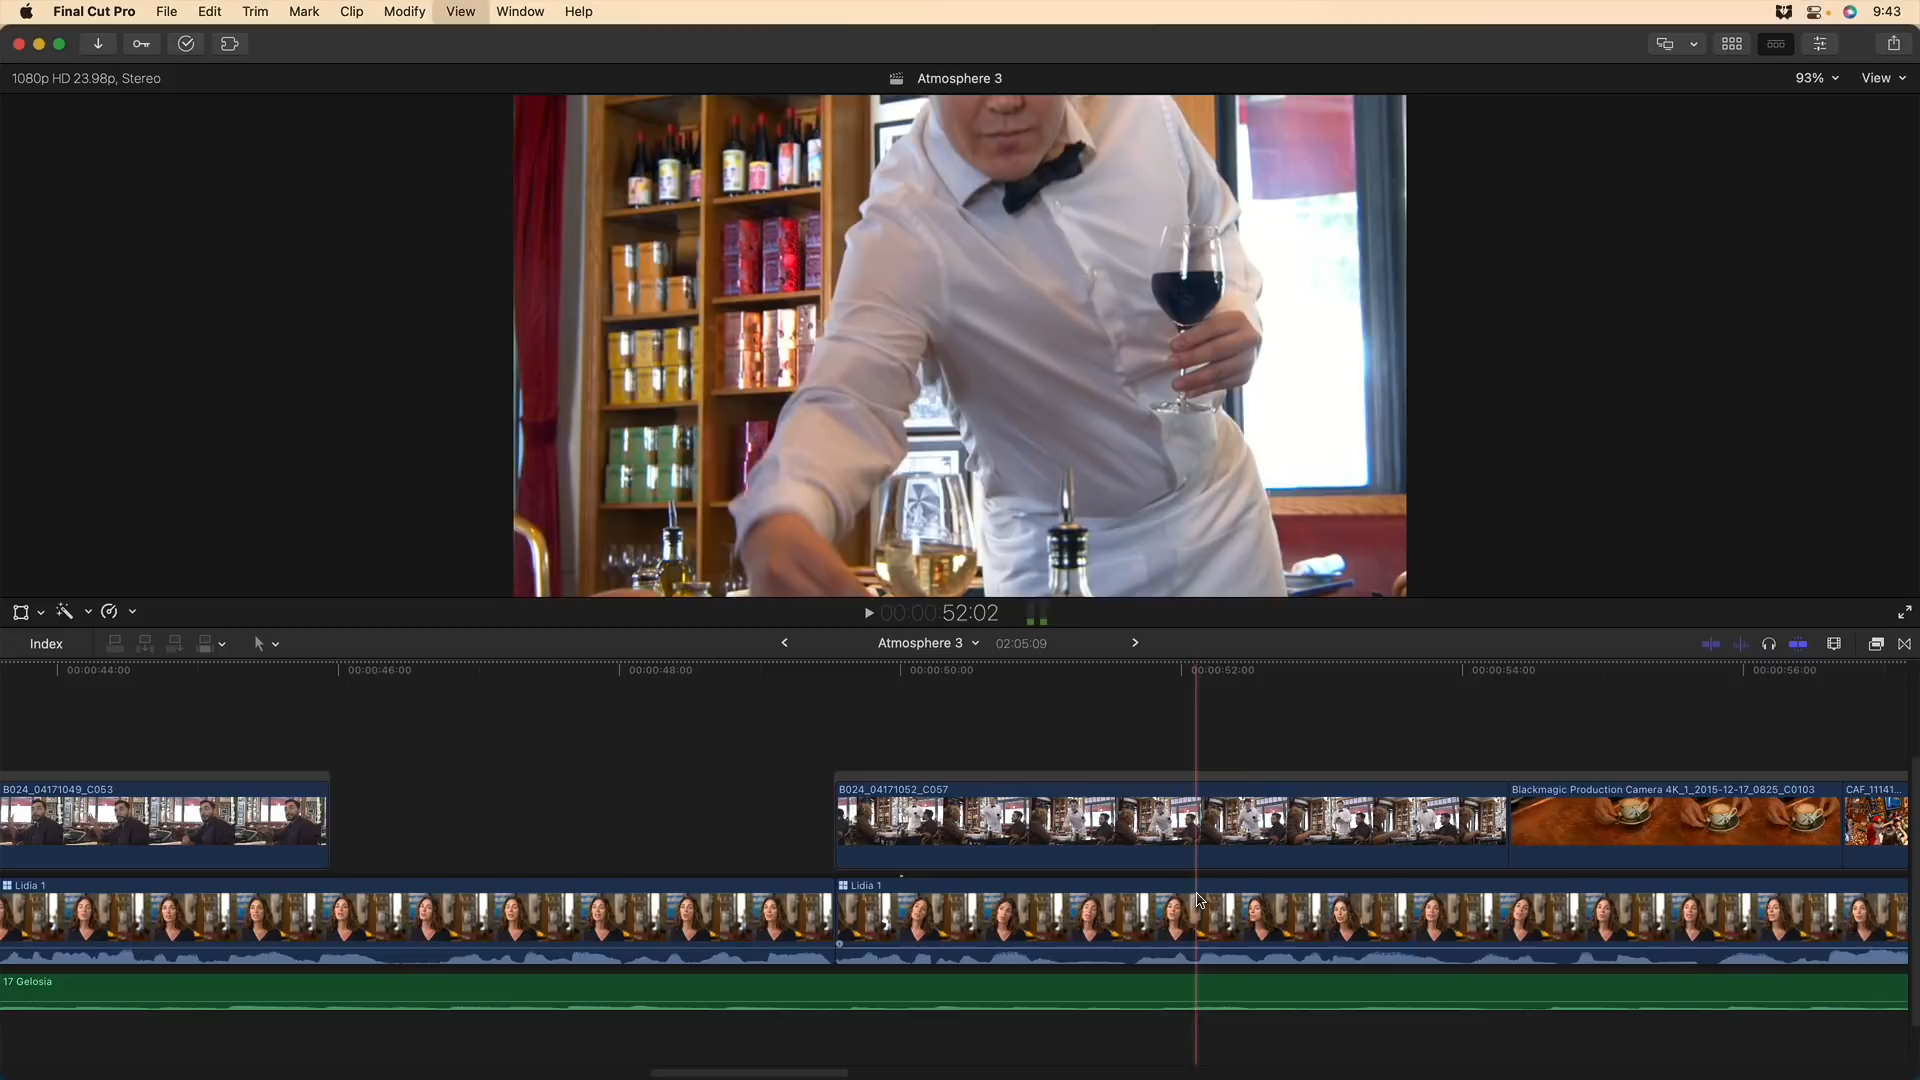 Final Cut Pro File Edit Trim Mark Clip Modify View Window Help 9:43
1080p HD 23.98p, Stereo Atmosphere 3 93% View
00:00:52:02
Index Atmosphere 3 02:05:09
00:00:44:00 00:00:46:00 00:00:48:00 00:00:50:00 00:00:52:00 00:00:54:00 00:00:56:00
B024_04171049_C053 B024_04171052_C057 Blackmagic Production Camera 4K_1_2015-12-17_0825_C0103 CAF_11141...
Lidia 1 Lidia 1
17 Gelosia